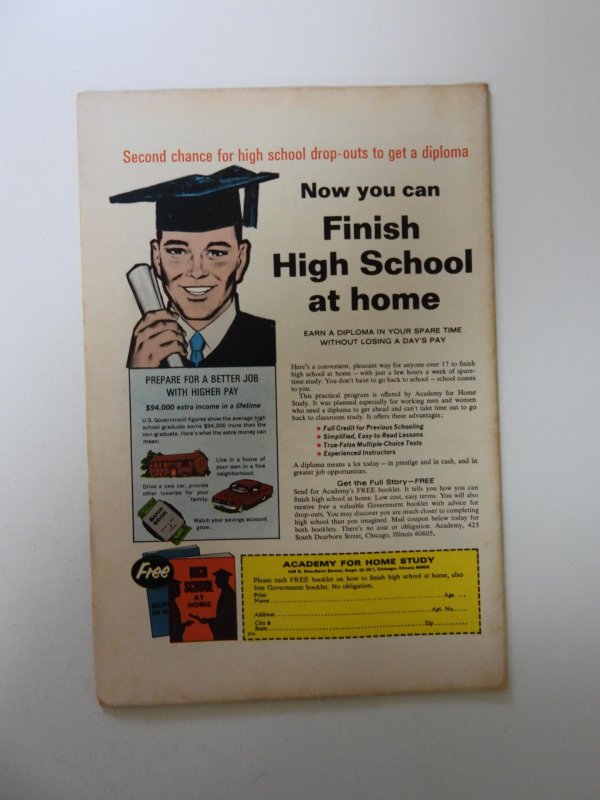 Second chance for high school drop-outs to get a diploma
Now you can
Finish
High School
at home
EARN A DIPLOMA IN YOUR SPARE TIME
WITHOUT LOSING A DAY'S PAY
PREPARE FOR A BETTER JOB
WITH HIGHER PAY
$94,000 extra income in a lifetime
U.S. Government figures show the average high
school graduate earns $94,000 more than the
non-graduate. Here's what the extra money can
mean:
Live in a home of
your own in a fine
neighborhood.
Drive a new car, provide
other luxuries for your
family.
BANK
BOOK
Watch your savings account
grow.
Here's a convenient, pleasant way for anyone over 17 to finish
high school at home – with just a few hours a week of spare-
time study. You don't have to go back to school – school comes
to you.
This practical program is offered by Academy for Home
Study. It was planned especially for working men and women
who need a diploma to get ahead and can't take time out to go
back to classroom study. It offers these advantages:
• Full Credit for Previous Schooling
• Simplified, Easy-to-Read Lessons
• True-False Multiple-Choice Tests
• Experienced Instructors
A diploma means a lot today – in prestige and in cash, and in
greater job opportunities.
Get the Full Story—FREE
Send for Academy's FREE booklet. It tells you how you can
finish high school at home. Low cost, easy terms. You will also
receive free a valuable Government booklet with advice for
drop-outs. You may discover you are much closer to completing
high school than you imagined. Mail coupon below today for
both booklets. There's no cost or obligation. Academy, 425
South Dearborn Street, Chicago, Illinois 60605.
Free
HIGH
SCHOOL
AT
HOME
ACADEMY FOR HOME STUDY
Please rush FREE booklet on how to finish high school at home, also
free Government booklet. No obligation.
Print
Name Age
Address Apt. No.
City &
State Zip